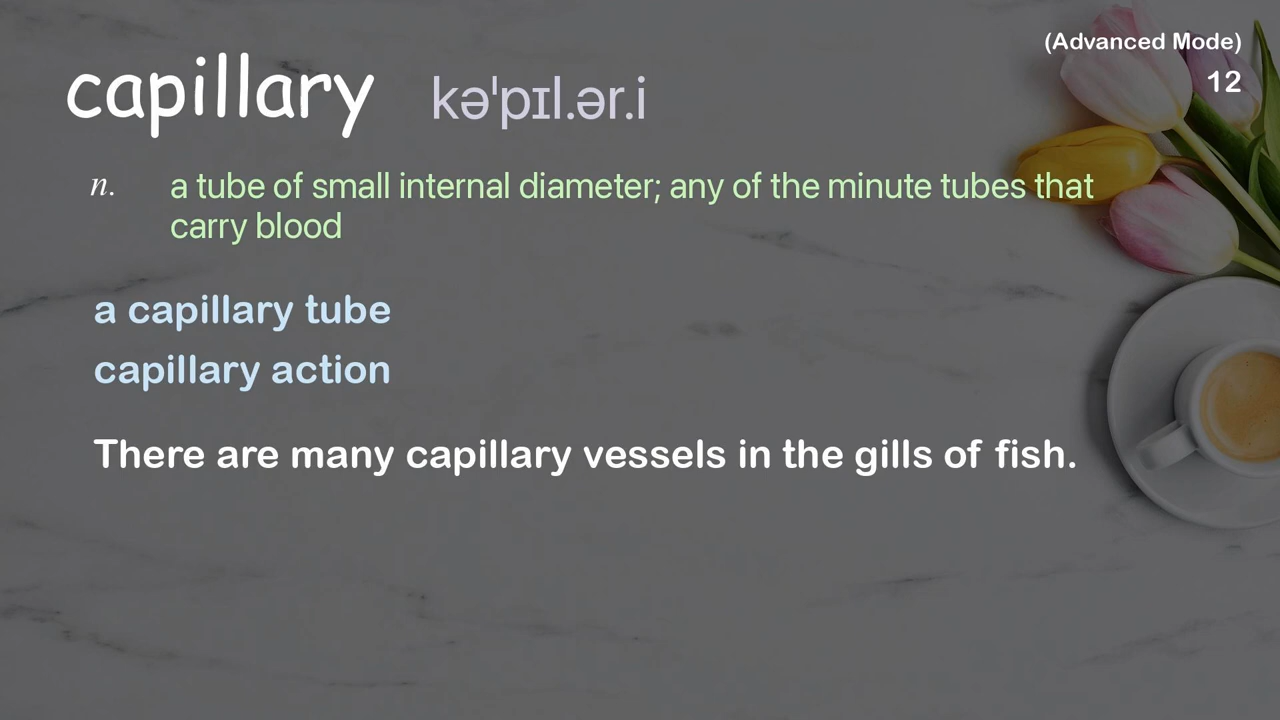 (Advanced Mode)
12
capillary kəˈpɪl.ər.i
n. a tube of small internal diameter; any of the minute tubes that
carry blood
a capillary tube
capillary action
There are many capillary vessels in the gills of fish.